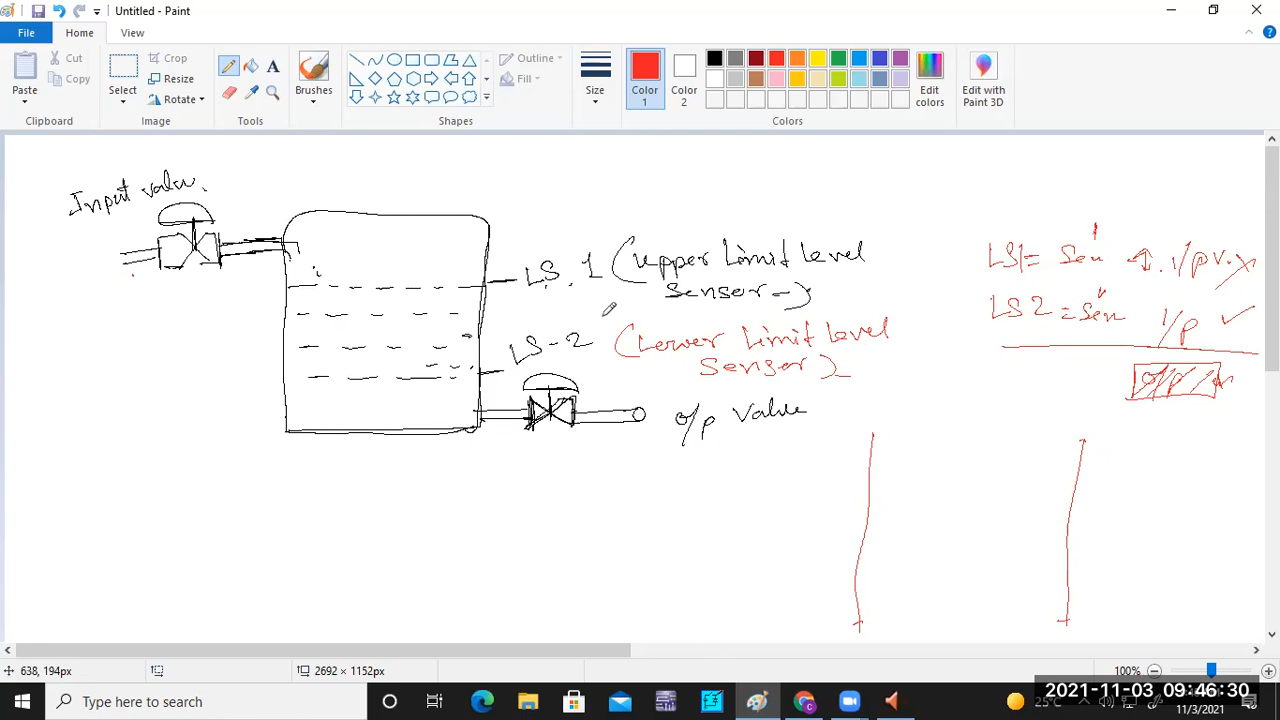 Untitled - Paint
File
Home
View
Paste
Cut
Copy
Clipboard
Select
Crop
Resize
Rotate
Image
A
Tools
Brushes
Outline
Fill
Shapes
Size
Color 1
Color 2
Edit colors
Colors
Edit with Paint 3D
Input valve.
LS. 1 (Upper Limit level
Sensor-)
LS-2 (Lower Limit level
Sensor)
o/p Valve
LS1= Sen . I/p v. x
LS2 = Sen I/p ✓
o/p
638, 194px
2692 × 1152px
100%
2021-11-03 09:46:30
Type here to search
25°C
11/3/2021